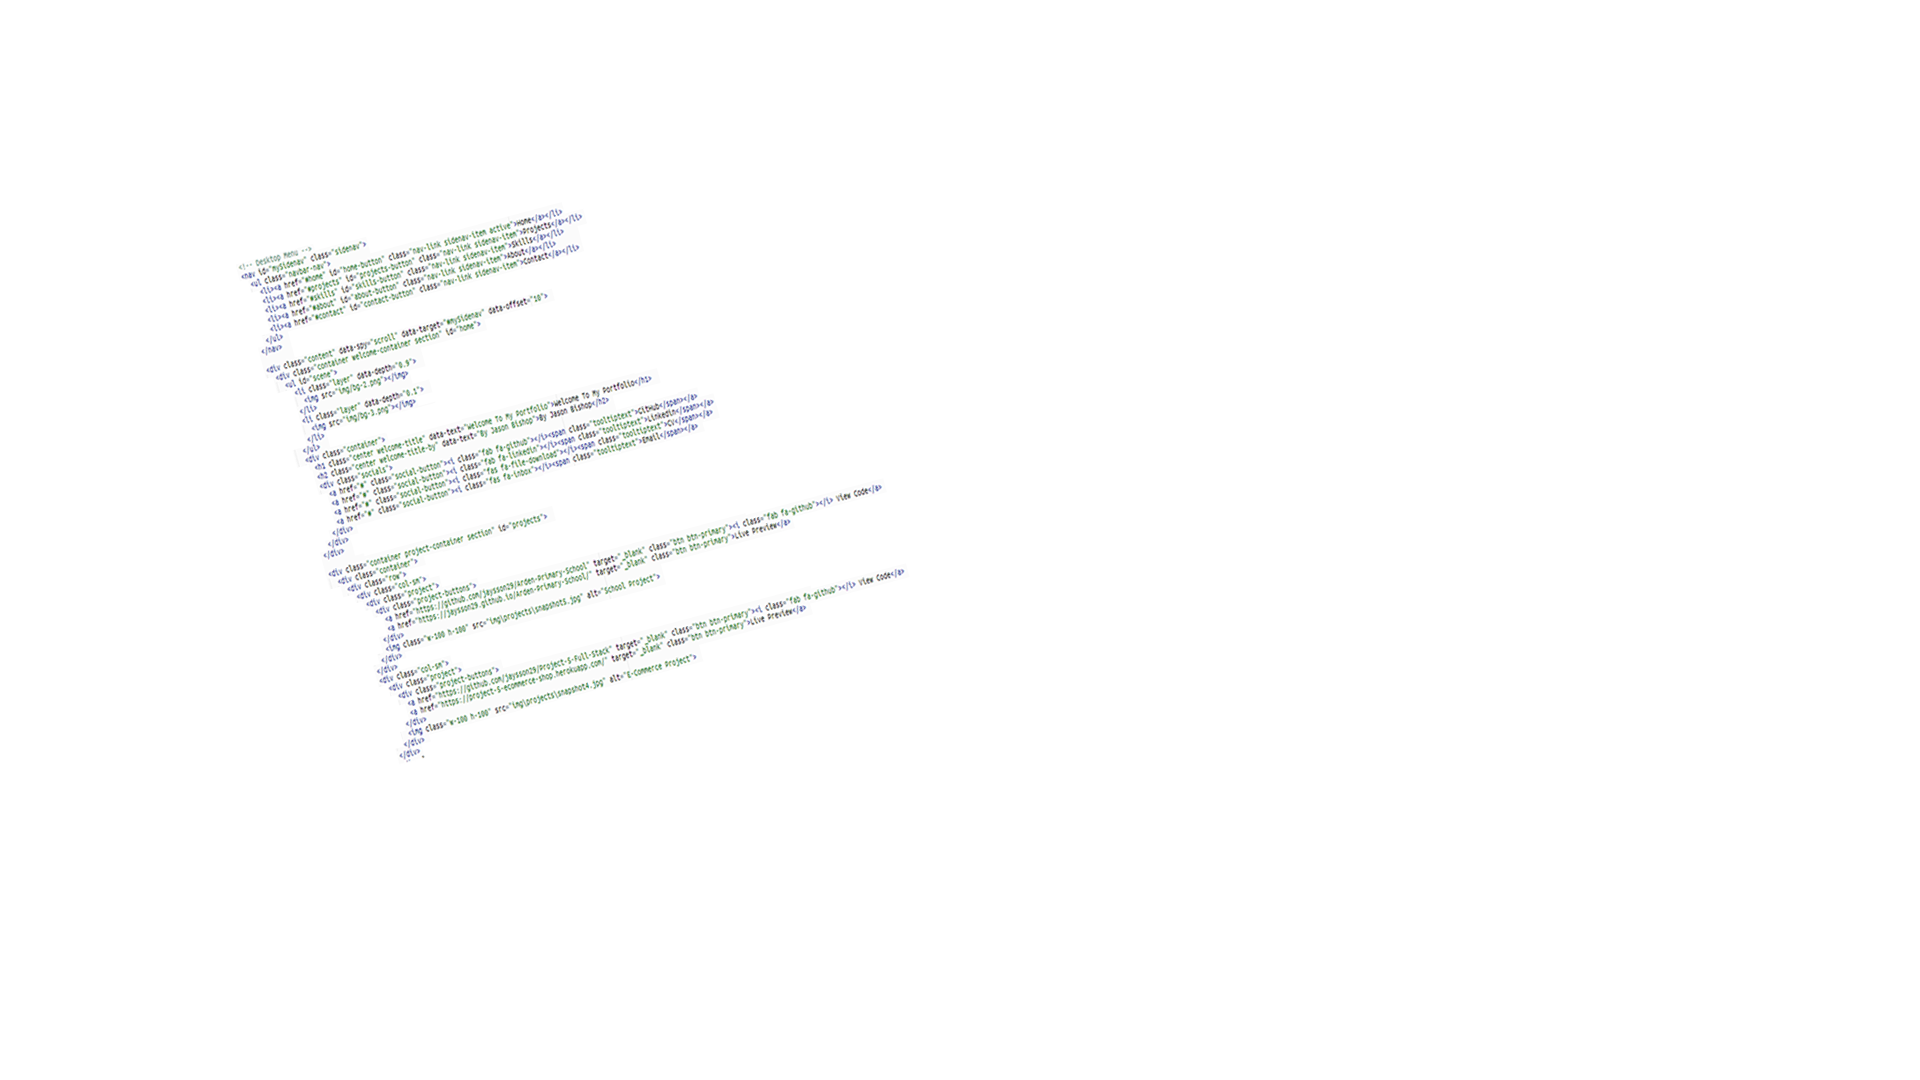 <!-- Desktop Menu -->
<nav id="mySidenav" class="sidenav">
<ul class="navbar-nav">
<li><a href="#home" id="home-button" class="nav-link sidenav-item active">Home</a></li>
<li><a href="#projects" id="projects-button" class="nav-link sidenav-item">Projects</a></li>
<li><a href="#skills" id="skills-button" class="nav-link sidenav-item">Skills</a></li>
<li><a href="#about" id="about-button" class="nav-link sidenav-item">About</a></li>
<li><a href="#contact" id="contact-button" class="nav-link sidenav-item">Contact</a></li>
</ul>
</nav>
<div class="content" data-spy="scroll" data-target="#mySidenav" data-offset="10">
<div class="container welcome-container section" id="home">
<ul id="scene">
<li class="layer" data-depth="0.9">
<img src="img/bg-2.png"></img>
</li>
<li class="layer" data-depth="0.1">
<img src="img/bg-3.png"></img>
</li>
</ul>
<div class="container">
<h1 class="center welcome-title" data-text="Welcome To My Portfolio">Welcome To My Portfolio</h1>
<h2 class="center welcome-title-by" data-text="By Jason Bishop">By Jason Bishop</h2>
<div class="socials">
<a href="#" class="social-button"><i class="fab fa-github"></i><span class="tooltiptext">GitHub</span></a>
<a href="#" class="social-button"><i class="fab fa-linkedin"></i><span class="tooltiptext">Linkedin</span></a>
<a href="#" class="social-button"><i class="fas fa-file-download"></i><span class="tooltiptext">CV</span></a>
<a href="#" class="social-button"><i class="fas fa-inbox"></i><span class="tooltiptext">Email</span></a>
</div>
</div>
</div>
<div class="container project-container section" id="projects">
<div class="container">
<div class="row">
<div class="col-sm">
<div class="project">
<div class="project-buttons">
<a href="https://github.com/jaysson29/Arden-Primary-School" target="_blank" class="btn btn-primary"><i class="fab fa-github"></i> View Code</a>
<a href="https://jaysson29.github.io/Arden-Primary-School/" target="_blank" class="btn btn-primary">Live Preview</a>
</div>
<img class="w-100 h-100" src="img\projects\snapshot5.jpg" alt="School Project">
</div>
</div>
<div class="col-sm">
<div class="project">
<div class="project-buttons">
<a href="https://github.com/jaysson29/Project-5-Full-Stack" target="_blank" class="btn btn-primary"><i class="fab fa-github"></i> View Code</a>
<a href="https://project-5-ecommerce-shop.herokuapp.com/" target="_blank" class="btn btn-primary">Live Preview</a>
</div>
<img class="w-100 h-100" src="img\projects\snapshot4.jpg" alt="E-Commerce Project">
</div>
</div>